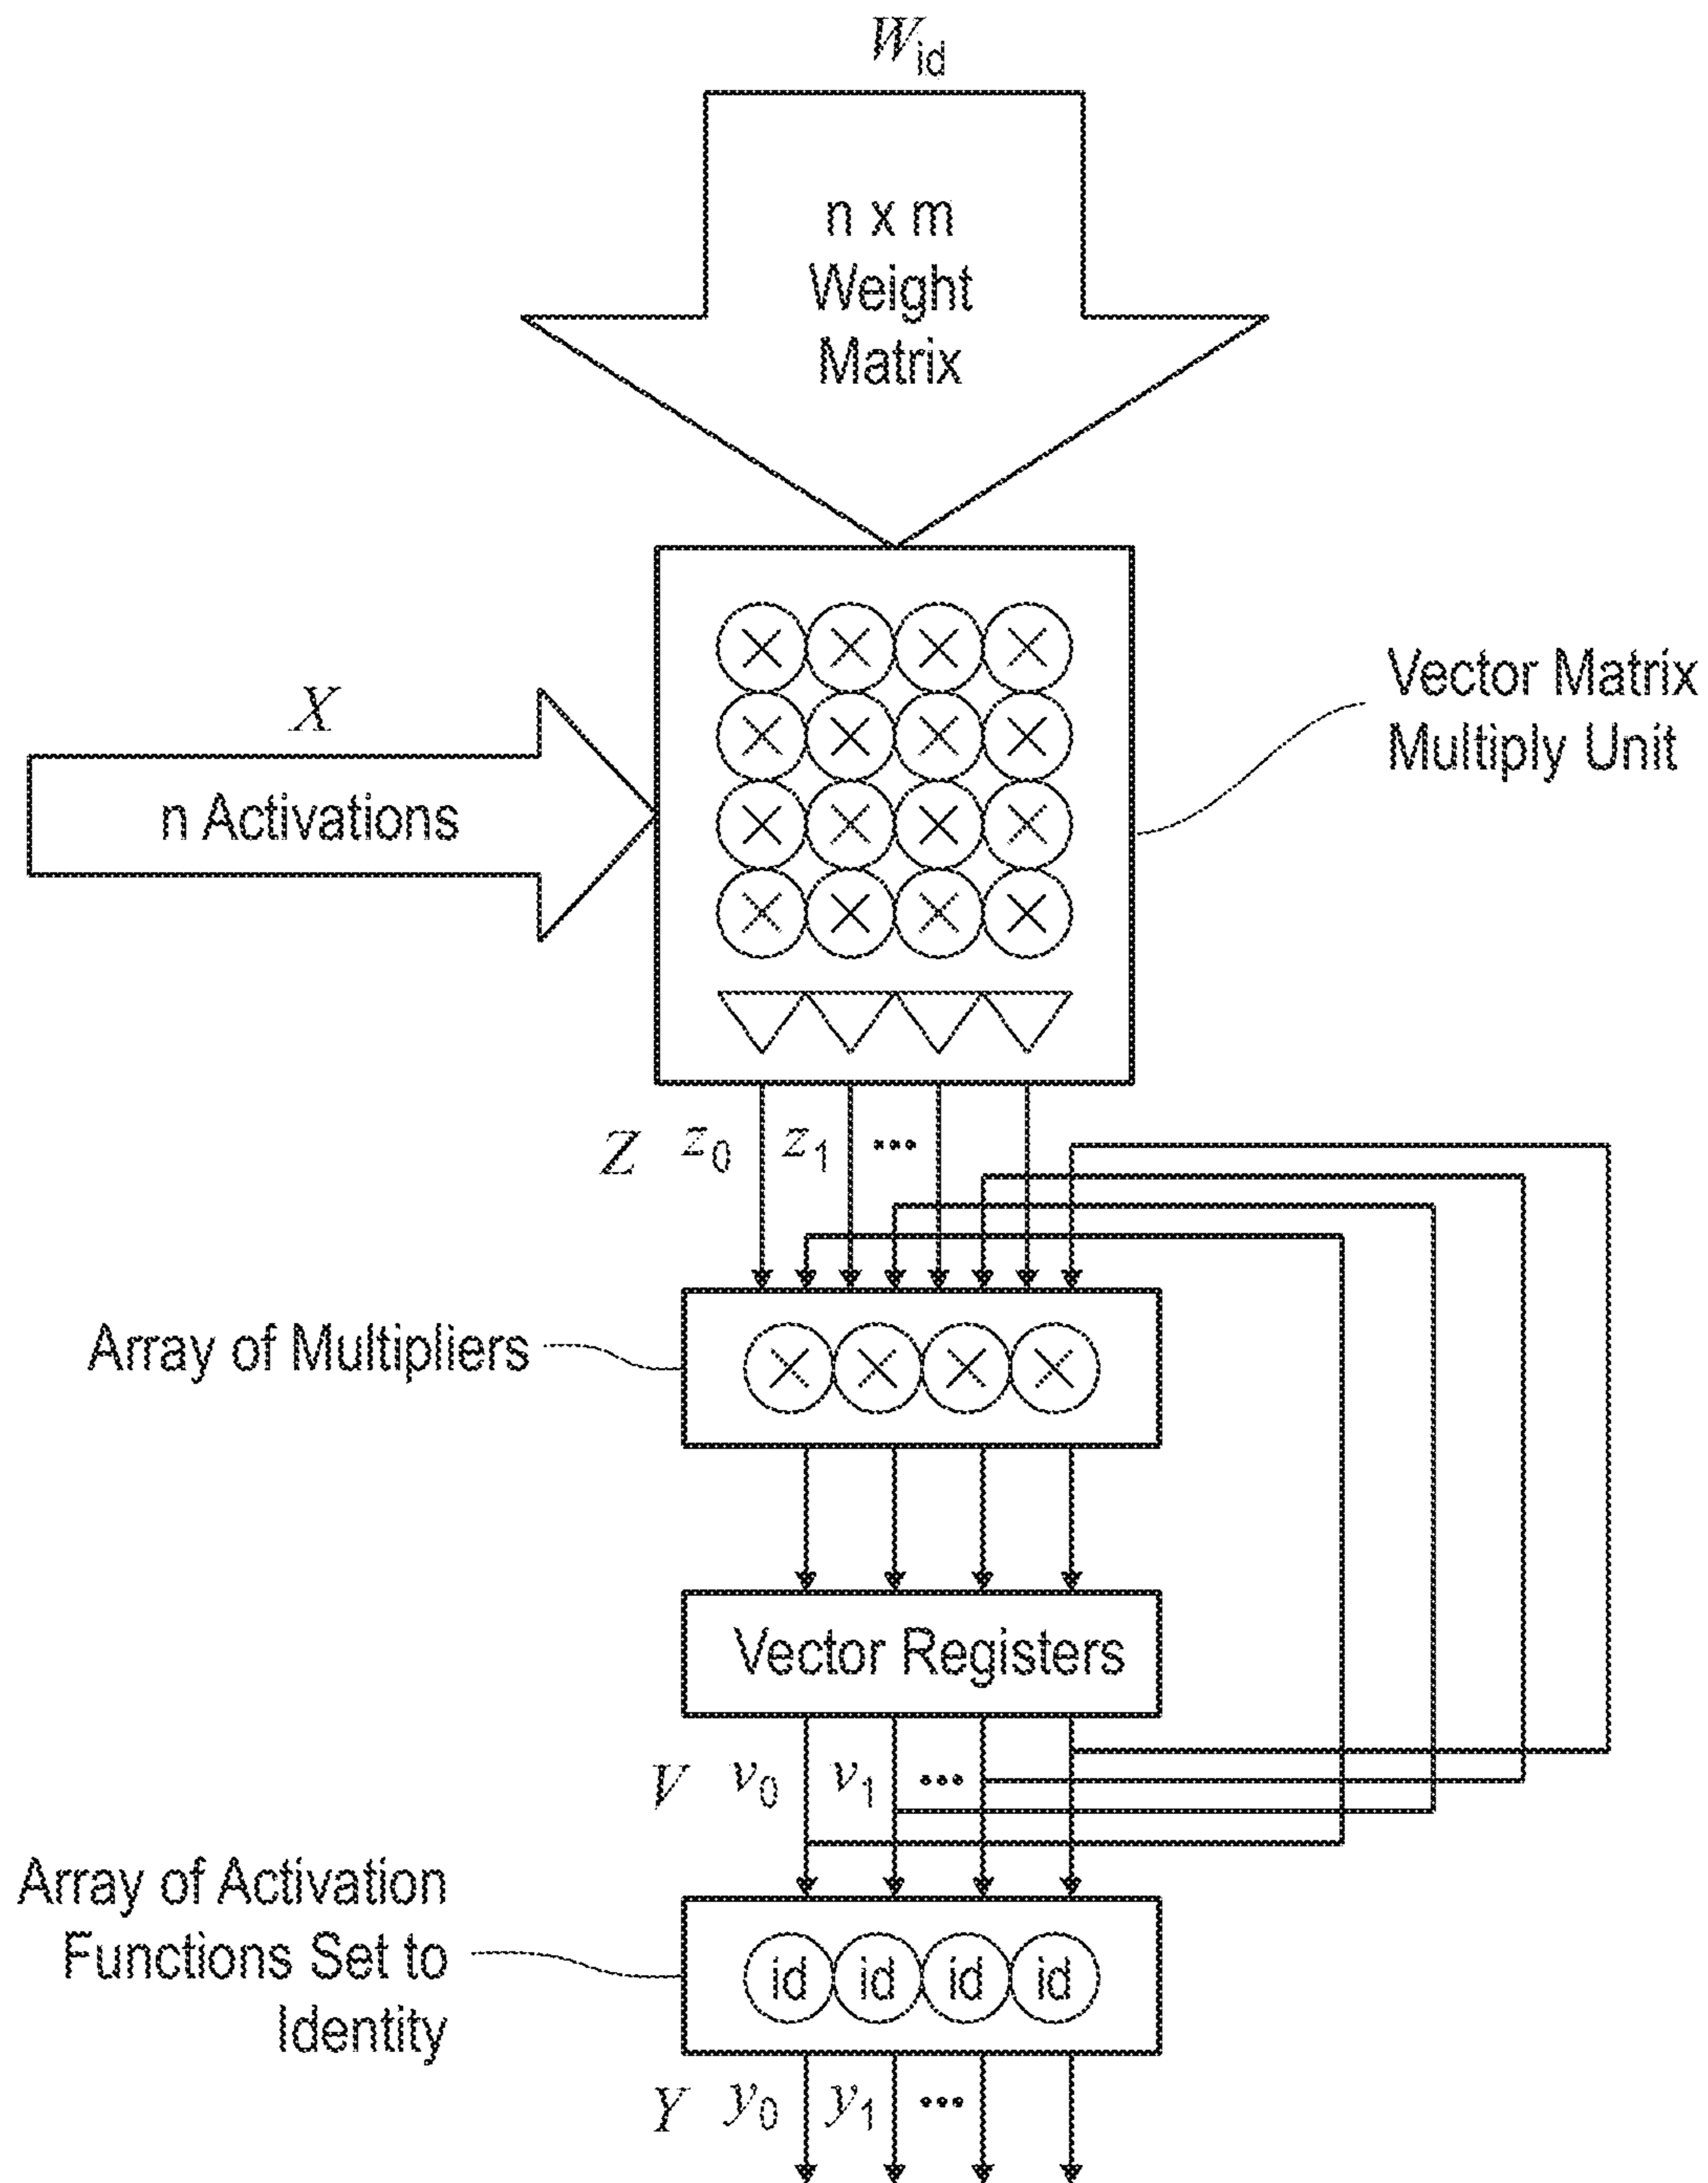 W_id
n x m
Weight
Matrix
X
n Activations
Vector Matrix
Multiply Unit
Z z_0 z_1 ...
Array of Multipliers
Vector Registers
V v_0 v_1 ...
Array of Activation
Functions Set to
Identity
id id id id
Y y_0 y_1 ...